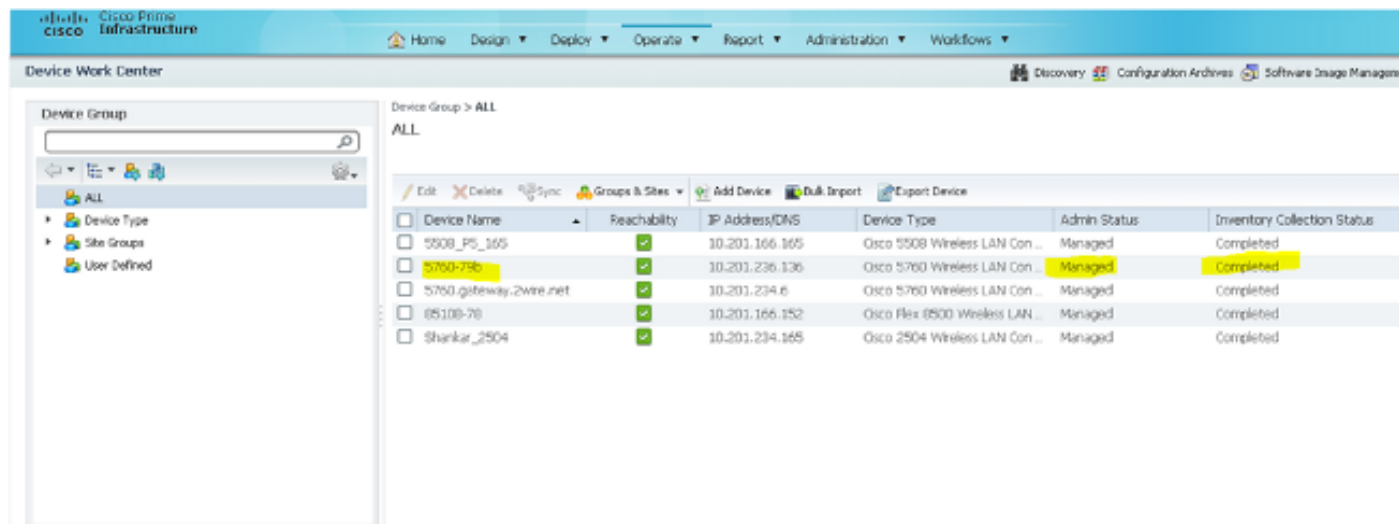 Cisco Prime
CISCO Infrastructure
Home Design Deploy Operate Report Administration Workflows
Device Work Center
Discovery Configuration Archives Software Image Managem
Device Group
ALL
Device Type
Site Groups
User Defined
Device Group > ALL
ALL
Edit Delete Sync Groups & Sites Add Device Bulk Import Export Device
Device Name Reachability IP Address/DNS Device Type Admin Status Inventory Collection Status
5508_PS_165 10.201.166.165 Cisco 5508 Wireless LAN Con ... Managed Completed
5760-79b 10.201.236.136 Cisco 5760 Wireless LAN Con ... Managed Completed
5760.gateway.2wire.net 10.201.234.6 Cisco 5760 Wireless LAN Con ... Managed Completed
85108-78 10.201.166.152 Cisco Flex 8500 Wireless LAN ... Managed Completed
Shankar_2504 10.201.234.165 Cisco 2504 Wireless LAN Con ... Managed Completed